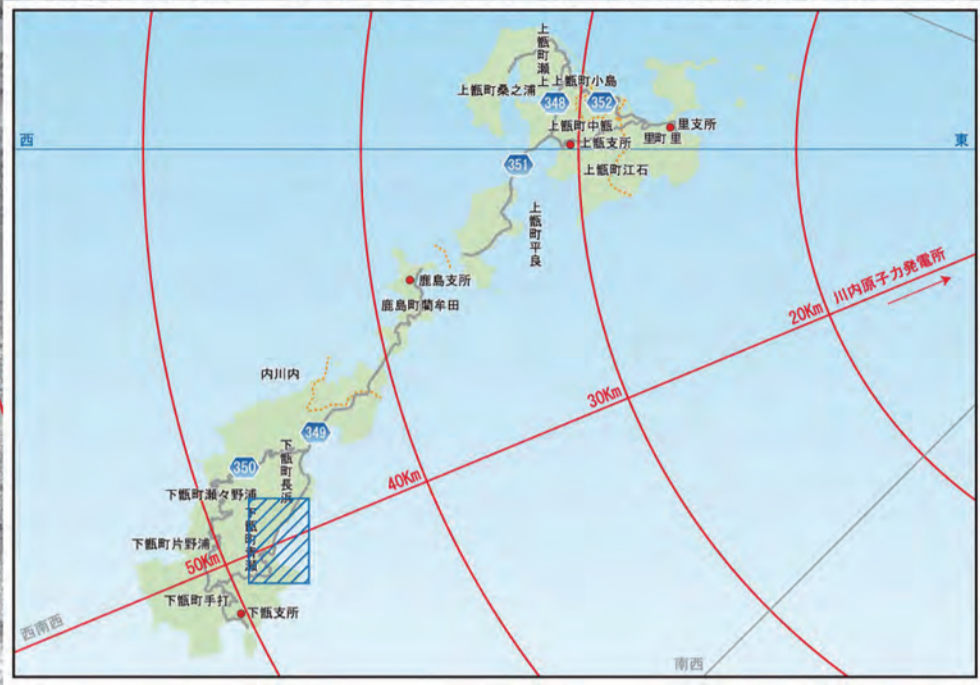 上甑町瀬上
上甑町小島
上甑町桑之浦
348
352
上甑町中甑
里支所
里町里
西
上甑支所
東
351
上甑町江石
上甑町平良
川内原子力発電所
鹿島支所
20Km
鹿島町藺牟田
内川内
30Km
349
下甑町長浜
350
40Km
下甑町瀬々野浦
下甑町青瀬
下甑町片野浦
50Km
下甑町手打
下甑支所
西南西
南西